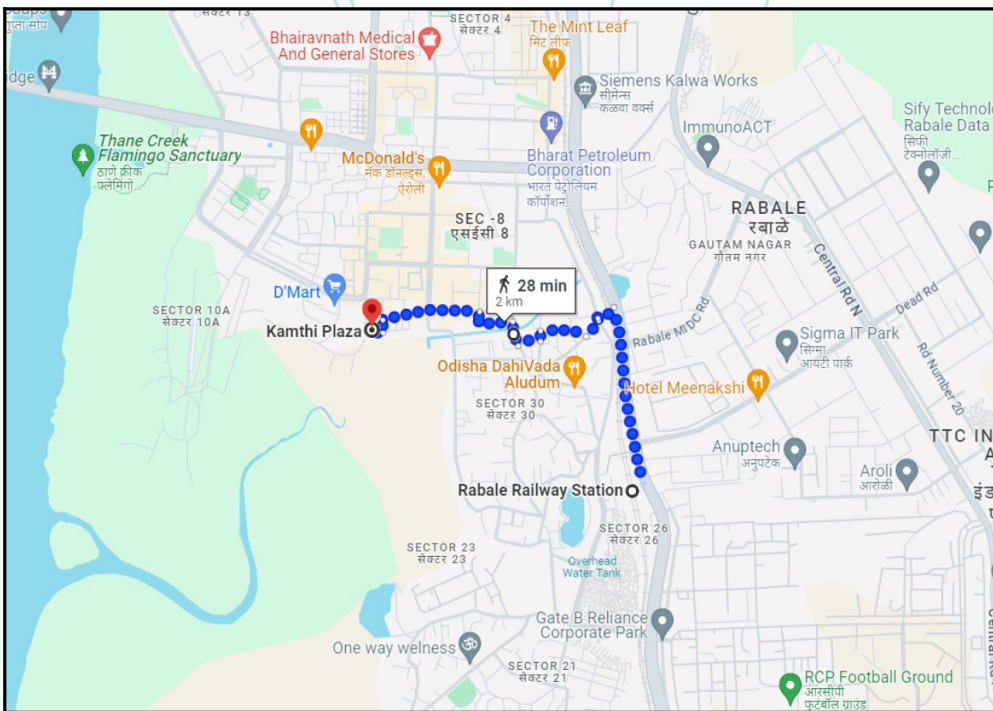 सेक्टर 13
गुप्ता सोप
SECTOR 4
सेक्टर 4
Bhairavnath Medical
And General Stores
The Mint Leaf
मिंट लीफ
Siemens Kalwa Works
सीमेन्स
कळवा वर्क्स
Thane Creek
Flamingo Sanctuary
ठाणे क्रीक
फ्लेमिंगो...
McDonald's
मॅक डॉनल्ड्स,
ऐरोली
Bharat Petroleum
Corporation
भारत पेट्रोलियम
कॉर्पोशन...
ImmunoACT
Rabale Data
सिफी
टेक्नॉलॉजी...
SEC -8
एसईसी 8
RABALE
रबाळे
GAUTAM NAGAR
गौतम नगर
Central Rd N
Dead Rd
D'Mart
28 min
2 km
SECTOR 10A
सेक्टर 10A
Kamthi Plaza
Rabale MIDC Rd
Sigma IT Park
सिग्मा
आयटी पार्क
Rd Number 20
Odisha DahiVada
Aludum
Hotel Meenakshi
SECTOR 30
सेक्टर 30
Anuptech
अनुपटेक
Aroli
आरोळी
Rabale Railway Station
SECTOR 26
सेक्टर 26
SECTOR 23
सेक्टर 23
Overhead
Water Tank
Gate B Reliance
Corporate Park
One way welness
SECTOR 21
सेक्टर 21
RCP Football Ground
आरसीपी
फुटबॉल ग्राउंड